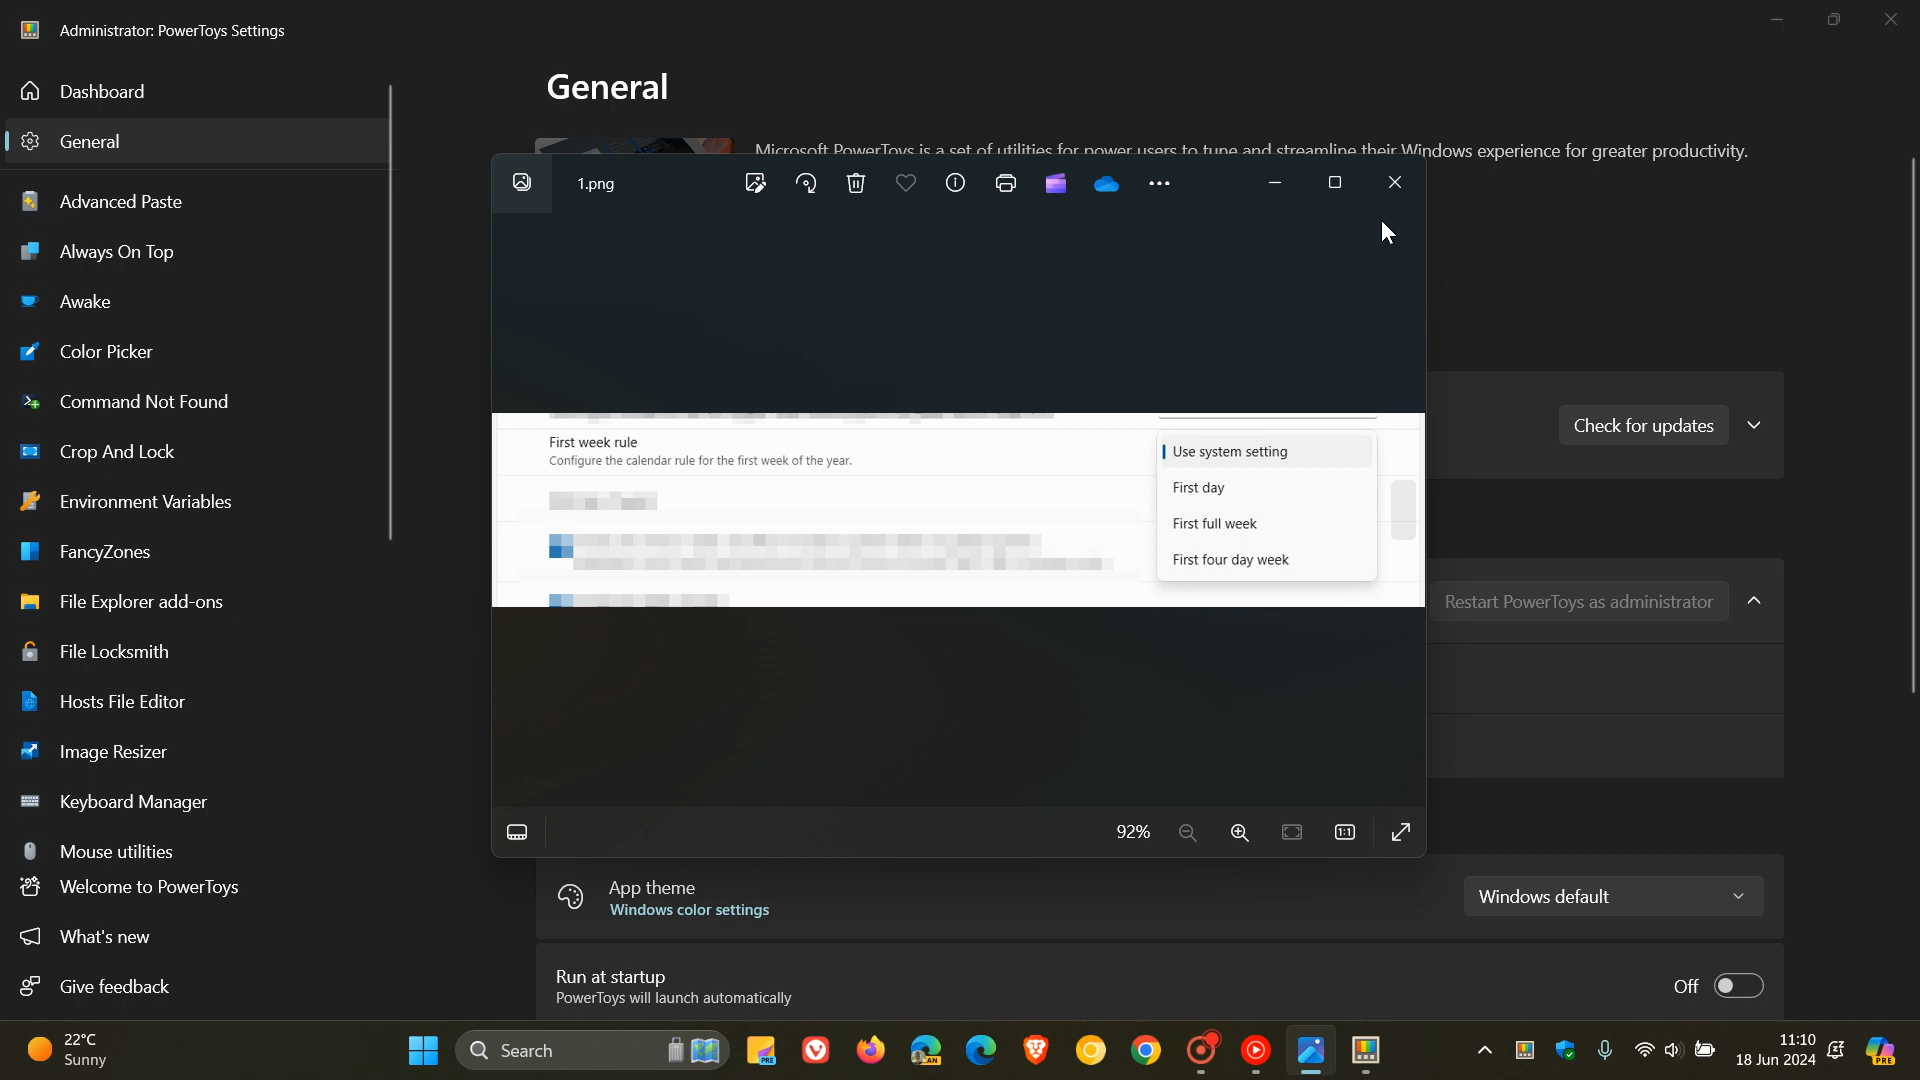 Administrator: PowerToys Settings
Dashboard
General
Advanced Paste
Always On Top
Awake
Color Picker
Command Not Found
Crop And Lock
Environment Variables
FancyZones
File Explorer add-ons
File Locksmith
Hosts File Editor
Image Resizer
Keyboard Manager
Mouse utilities
Welcome to PowerToys
What's new
Give feedback
General
Microsoft PowerToys is a set of utilities for power users to tune and streamline their Windows experience for greater productivity.
1.png
First week rule
Configure the calendar rule for the first week of the year.
Use system setting
First day
First full week
First four day week
92%
1:1
Check for updates
Restart PowerToys as administrator
App theme
Windows color settings
Windows default
Run at startup
PowerToys will launch automatically
Off
22°C
Sunny
Search
PRE
CAN
11:10
18 Jun 2024
PRE